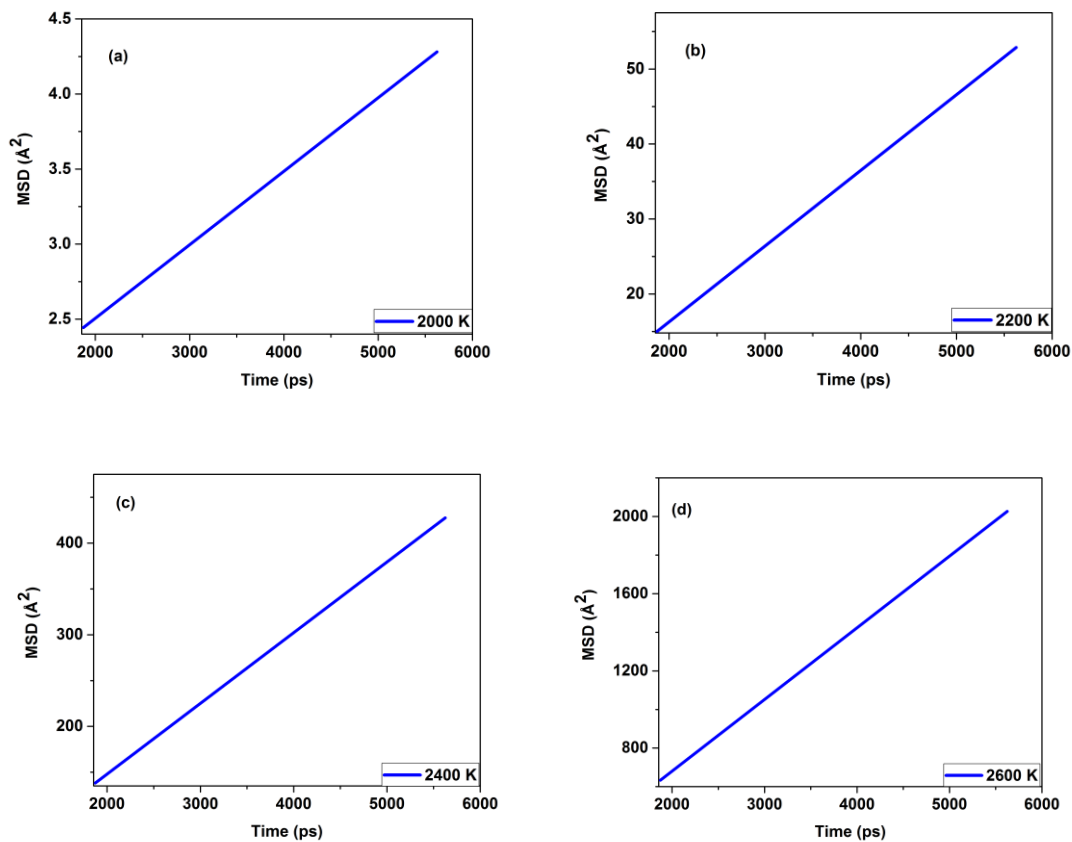 (a)
MSD (Å²)
4.5
4.0
3.5
3.0
2.5
2000 K
2000 3000 4000 5000 6000
Time (ps)
(b)
MSD (Å²)
50
40
30
20
2200 K
2000 3000 4000 5000 6000
Time (ps)
(c)
MSD (Å²)
400
300
200
2400 K
2000 3000 4000 5000 6000
Time (ps)
(d)
MSD (Å²)
2000
1600
1200
800
2600 K
2000 3000 4000 5000 6000
Time (ps)